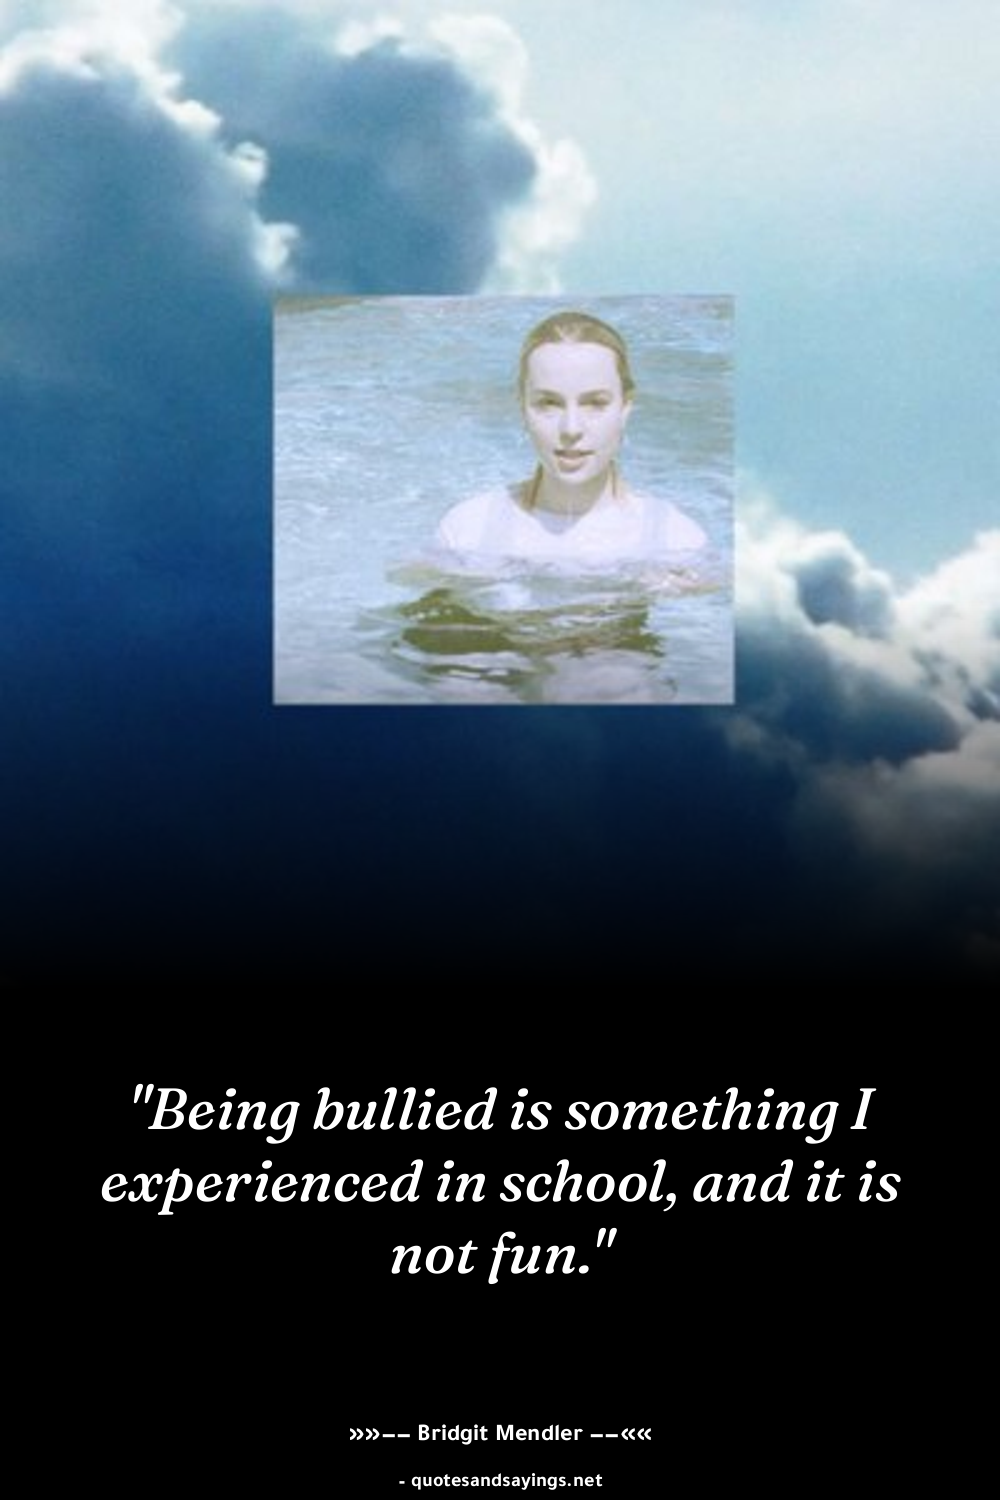 "Being bullied is something I
experienced in school, and it is
not fun."
»»–– Bridgit Mendler ––««
- quotesandsayings.net